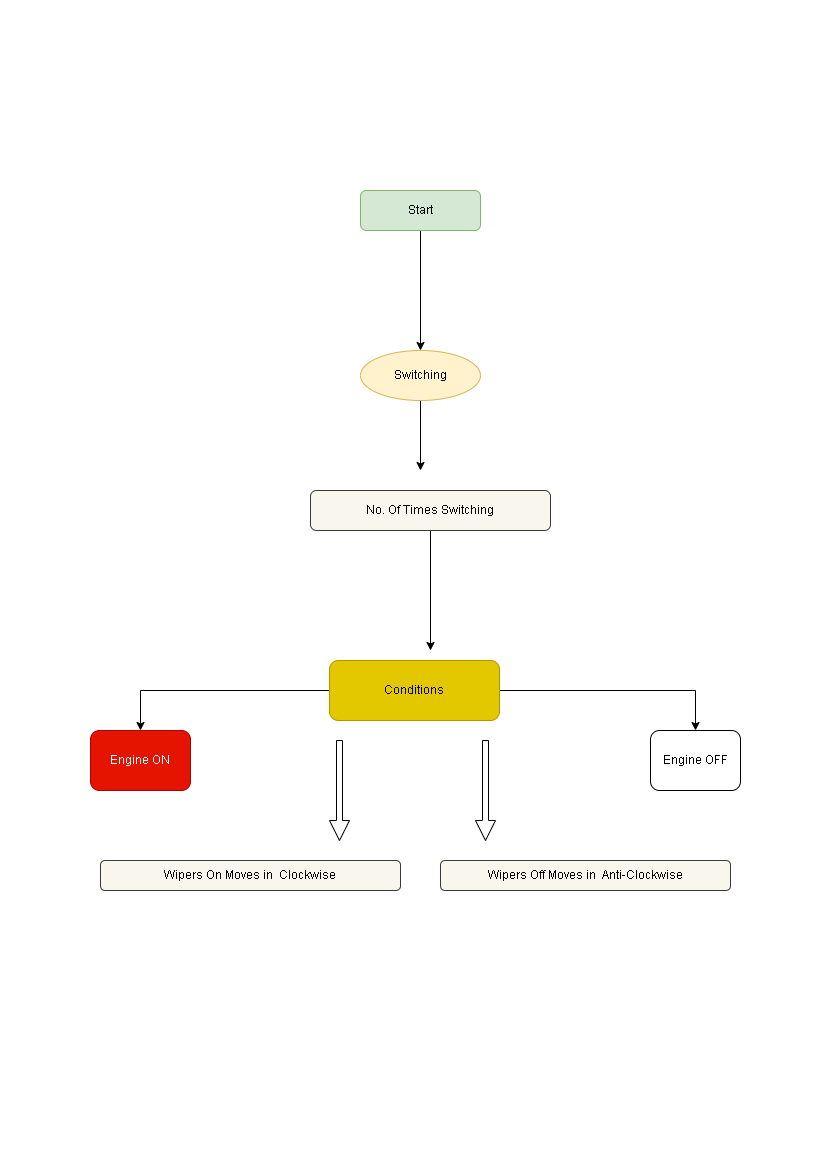 Start
Switching
No. Of Times Switching
Conditions
Engine ON
Engine OFF
Wipers On Moves in  Clockwise
Wipers Off Moves in  Anti-Clockwise